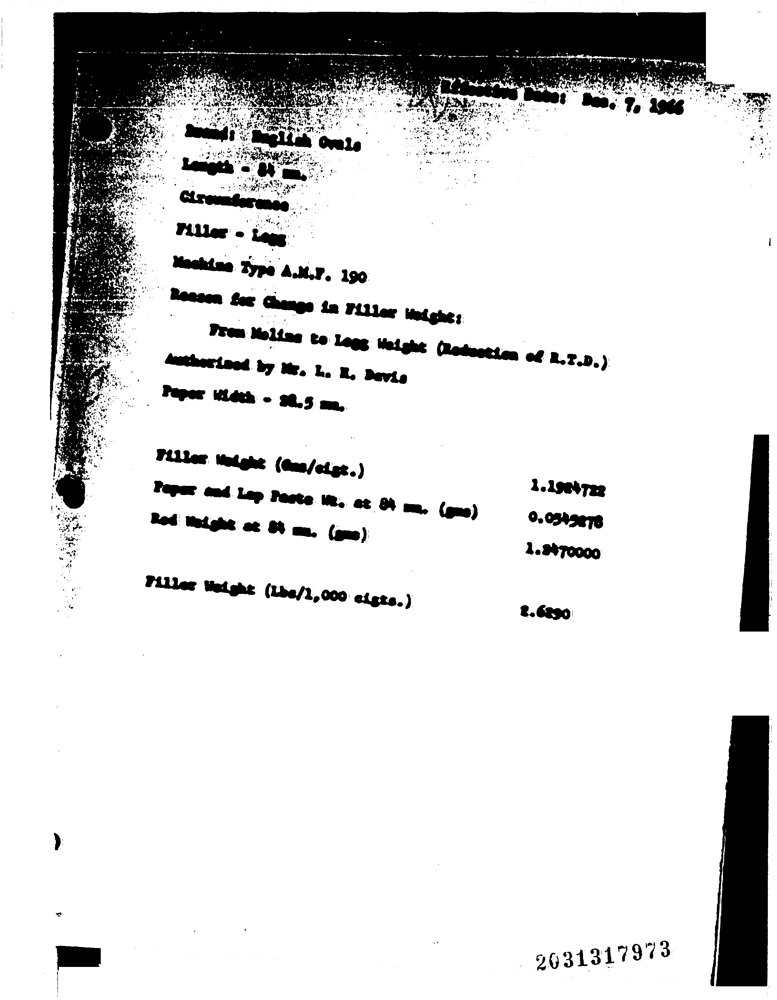 Effective Date: Dec. 7, 1966
Brand: English Ovals
Length - 84 mm.
Circumference
Filler - Legg
Machine Type A.M.F. 190
Reason for Change in Filler Weight:
From Molins to Legg Weight (Reduction of R.T.D.)
Authorized by Mr. L. R. Davis
Paper Width - 28.5 mm.
Filler Weight (Gms/cigt.) 1.1924722
Paper and Lap Paste Wt. at 84 mm. (gms) 0.0545278
Rod Weight at 84 mm. (gms) 1.2470000
Filler Weight (Lbs/1,000 cigts.) 2.6290
2031317973